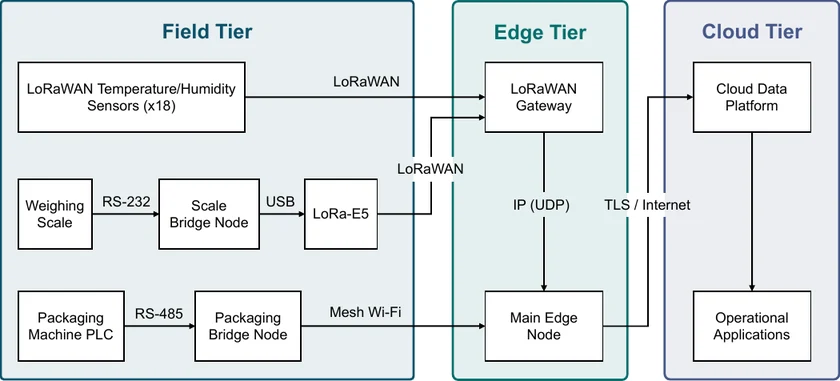 Field Tier
Edge Tier
Cloud Tier
LoRaWAN Temperature/Humidity
Sensors (x18)
LoRaWAN
LoRaWAN
Gateway
Cloud Data
Platform
LoRaWAN
Weighing
Scale
RS-232
Scale
Bridge Node
USB
LoRa-E5
IP (UDP)
TLS / Internet
Packaging
Machine PLC
RS-485
Packaging
Bridge Node
Mesh Wi-Fi
Main Edge
Node
Operational
Applications